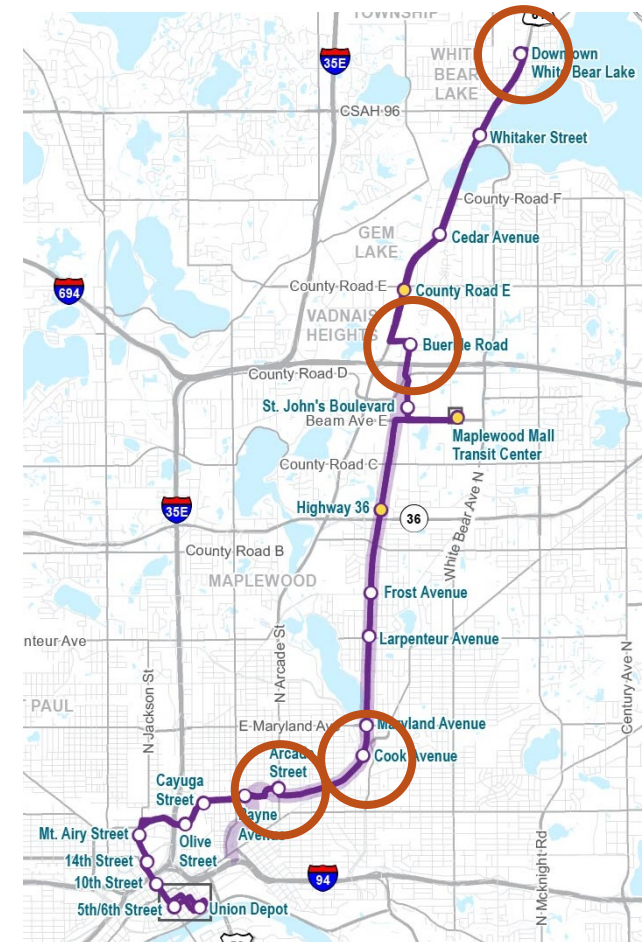 TOWNSHIP
61
35E
WHITE
BEAR
LAKE
Downtown
White Bear Lake
CSAH 96
Whitaker Street
County Road F
GEM
LAKE
Cedar Avenue
694
County Road E
County Road E
VADNAIS
HEIGHTS
Buerkle Road
County Road D
St. John's Boulevard
Beam Ave E
Maplewood Mall
Transit Center
County Road C
White Bear Ave N
35E
Highway 36
36
County Road B
MAPLEWOOD
Frost Avenue
N Arcade St
Larpenteur Avenue
nteur Ave
N Jackson St
Century Ave N
PAUL
E Maryland Ave
Maryland Avenue
Arcade
Street
Cook Avenue
Cayuga
Street
Payne
Avenue
Mt. Airy Street
Olive
Street
14th Street
N Mcknight Rd
10th Street
94
5th/6th Street
Union Depot